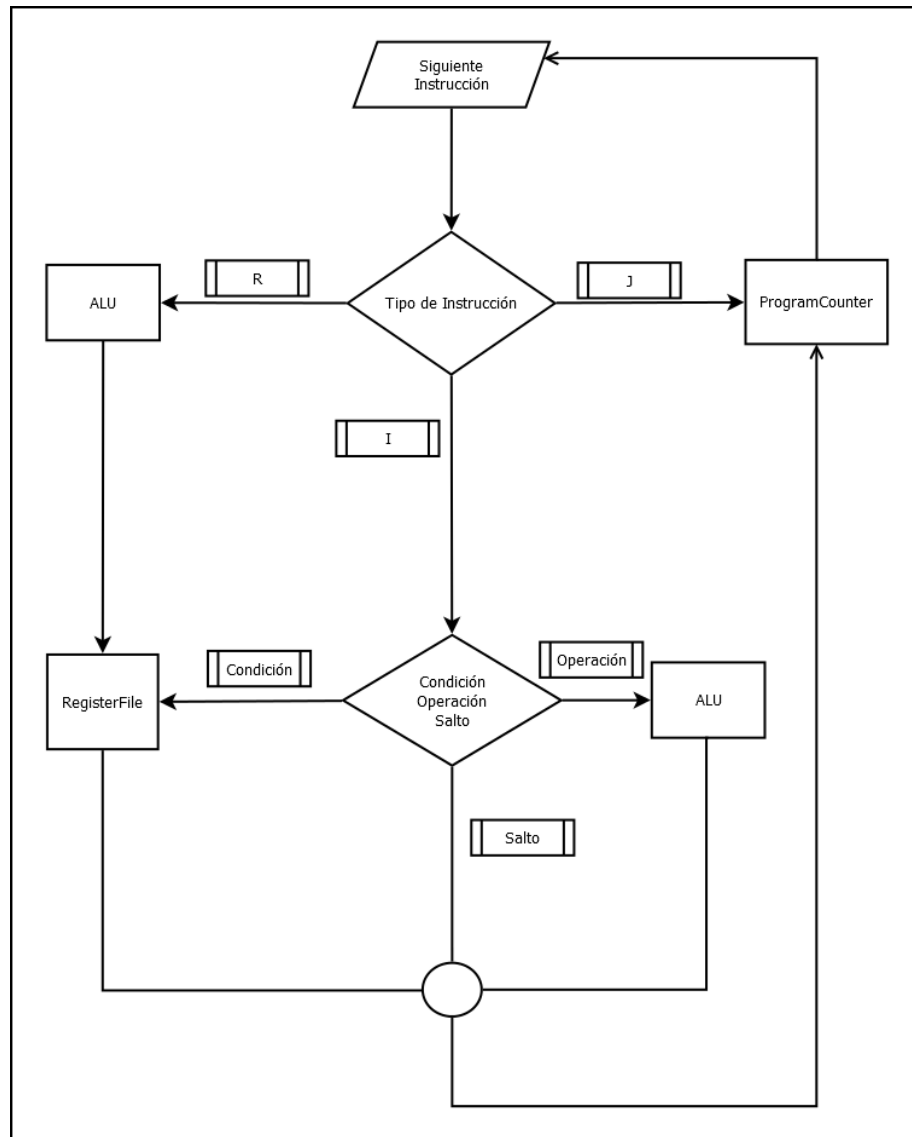 Siguiente
Instrucción
R
J
ALU
Tipo de Instrucción
ProgramCounter
I
Condición
Operación
RegisterFile
Condición
Operación
Salto
ALU
Salto